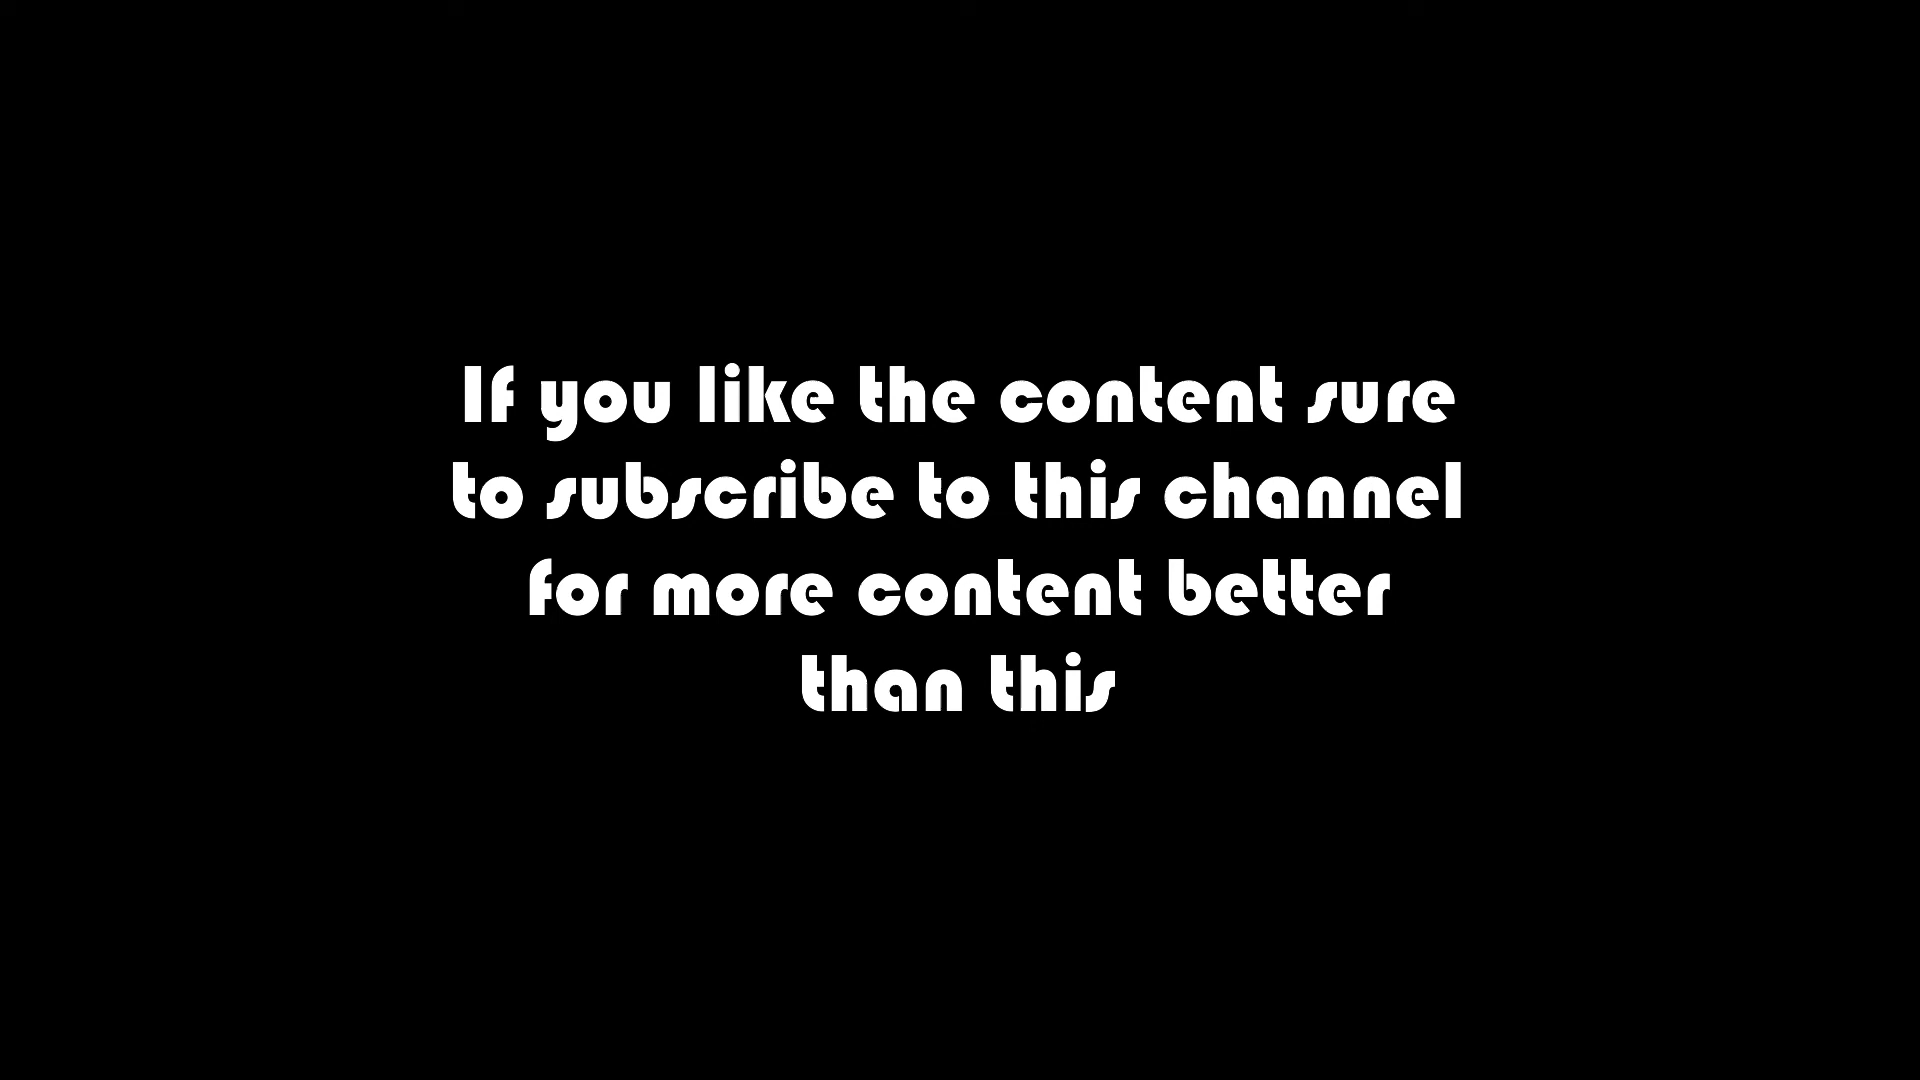 If you like the content sure
to subscribe to this channel
for more content better
than this